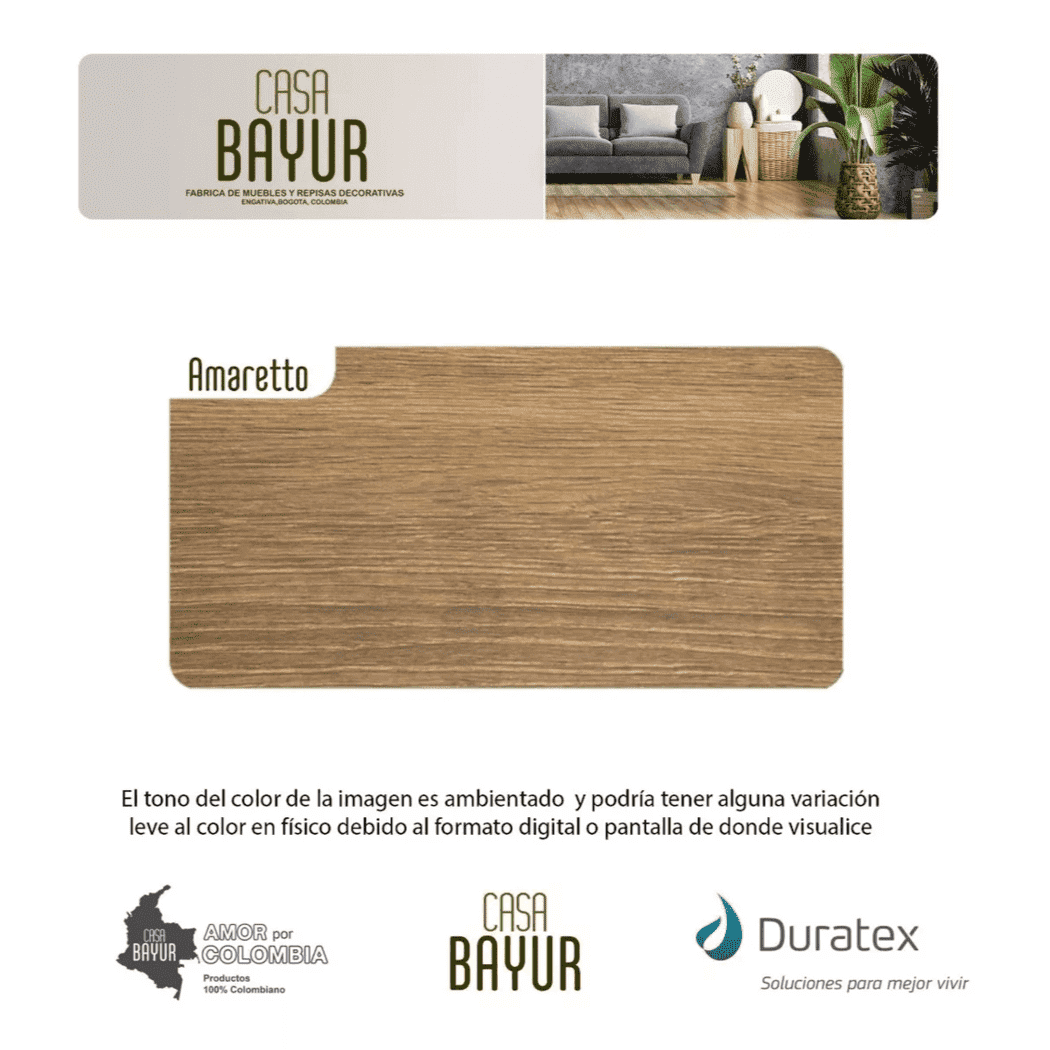 CASA
BAYUR
FABRICA DE MUEBLES Y REPISAS DECORATIVAS
ENGATIVA,BOGOTA, COLOMBIA
Amaretto
El tono del color de la imagen es ambientado y podría tener alguna variación
leve al color en físico debido al formato digital o pantalla de donde visualice
CASA
BAYUR
AMOR por
COLOMBIA
Productos
100% Colombiano
CASA
BAYUR
Duratex
Soluciones para mejor vivir